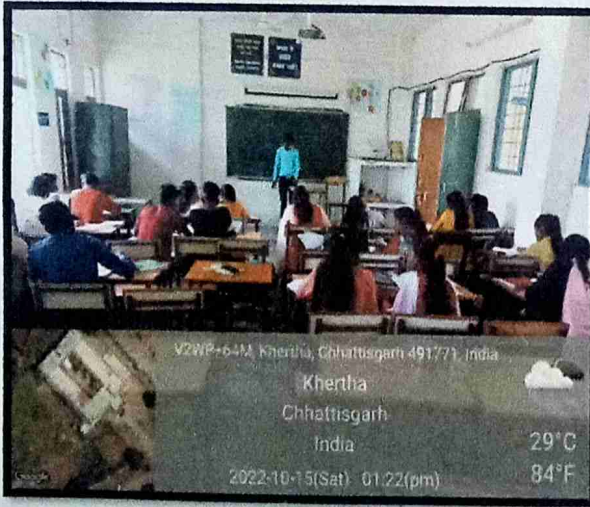 V2WP+64M, Khertha, Chhattisgarh 491771, India
Khertha
Chhattisgarh
India
29°C
2022-10-15(Sat) 01:22(pm)
84°F
Google